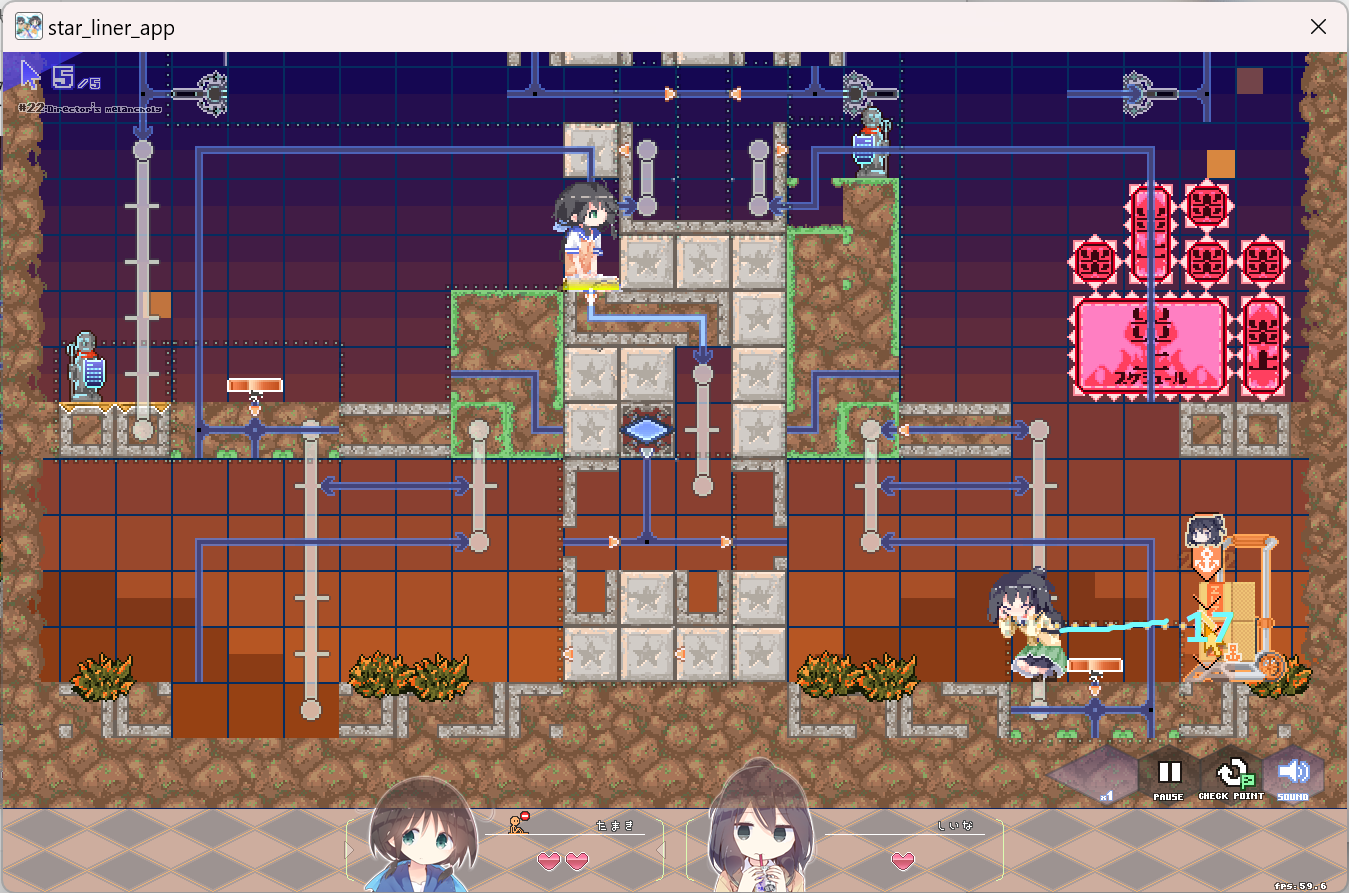 star_liner_app
5/5
#22:Director's melancholy
スケジュール
17
x1
PAUSE
CHECK POINT
SOUND
たまき
しいな
fps:59.6